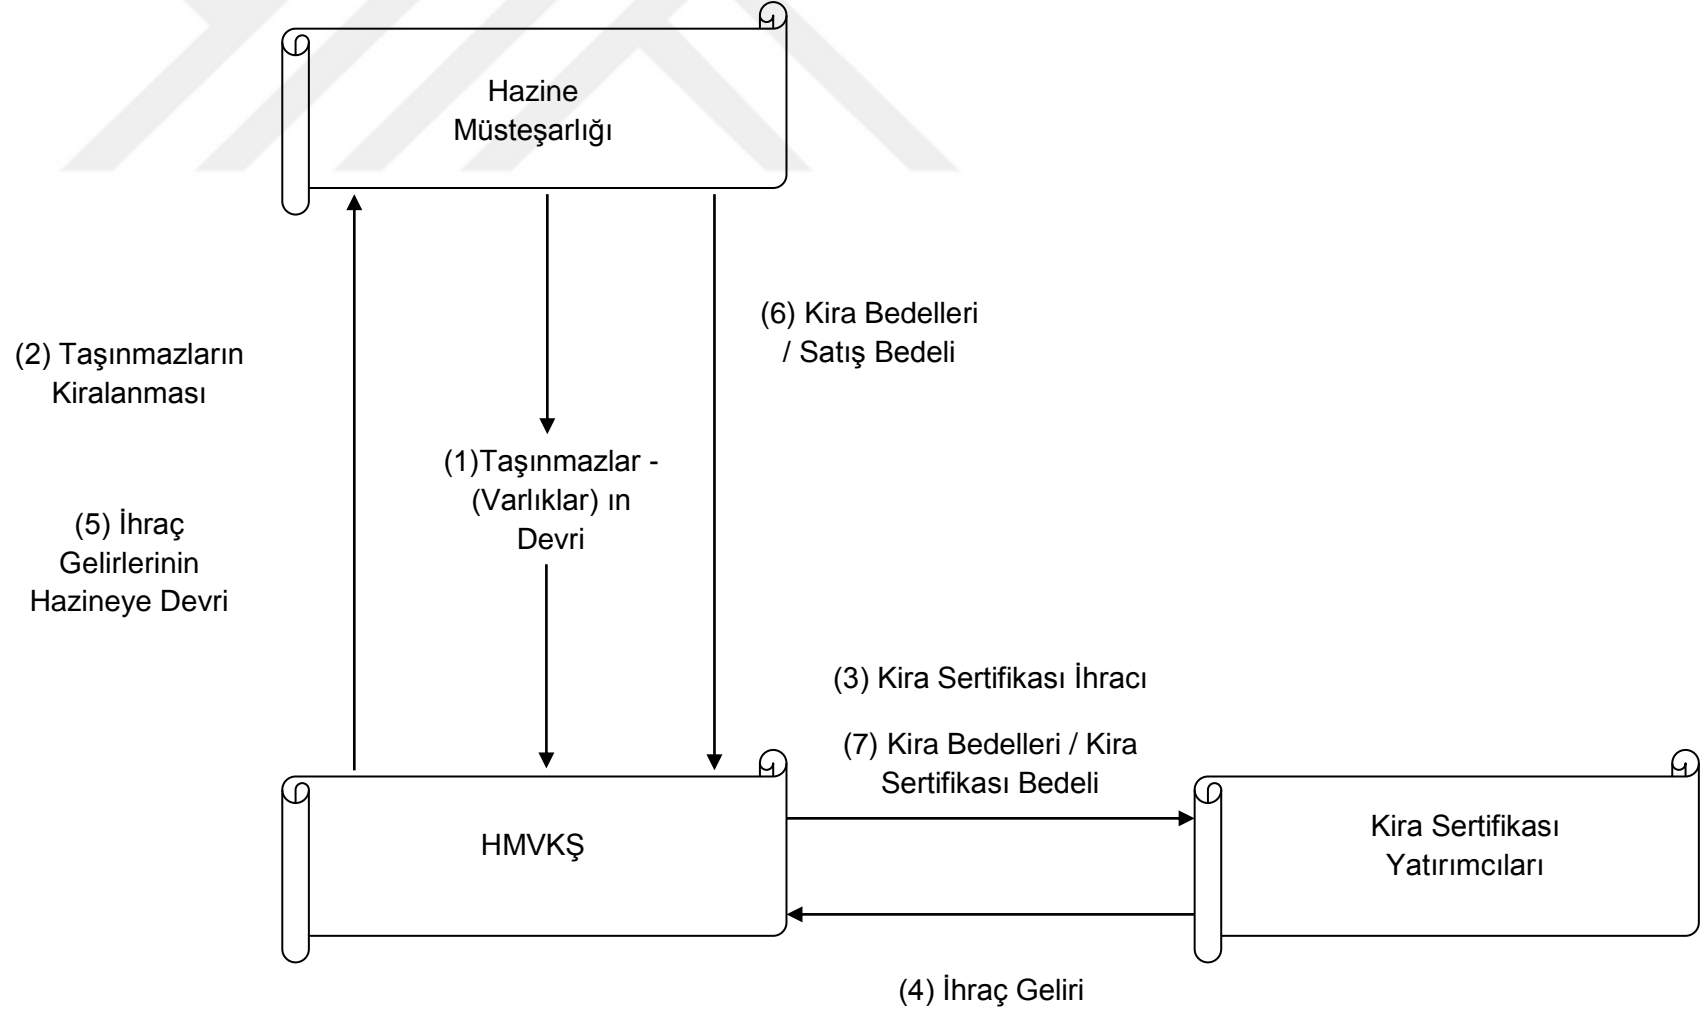 Hazine
Müsteşarlığı
(6) Kira Bedelleri
/ Satış Bedeli
(2) Taşınmazların
Kiralanması
(1)Taşınmazlar -
(Varlıklar) ın
Devri
(5) İhraç
Gelirlerinin
Hazineye Devri
(3) Kira Sertifikası İhracı
(7) Kira Bedelleri / Kira
Sertifikası Bedeli
HMVKŞ
Kira Sertifikası
Yatırımcıları
(4) İhraç Geliri